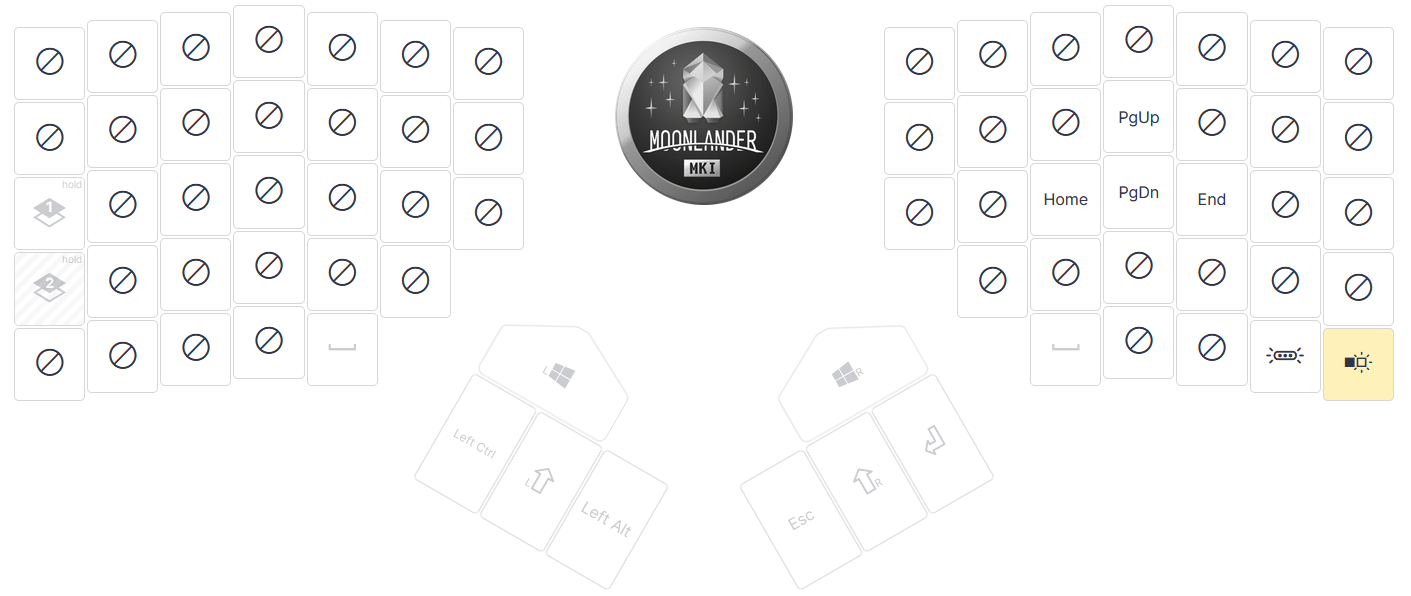 PgUp
MOONLANDER
MKI
hold
1
Home
PgDn
End
hold
2
L
R
Left Ctrl
L
Left Alt
Esc
R